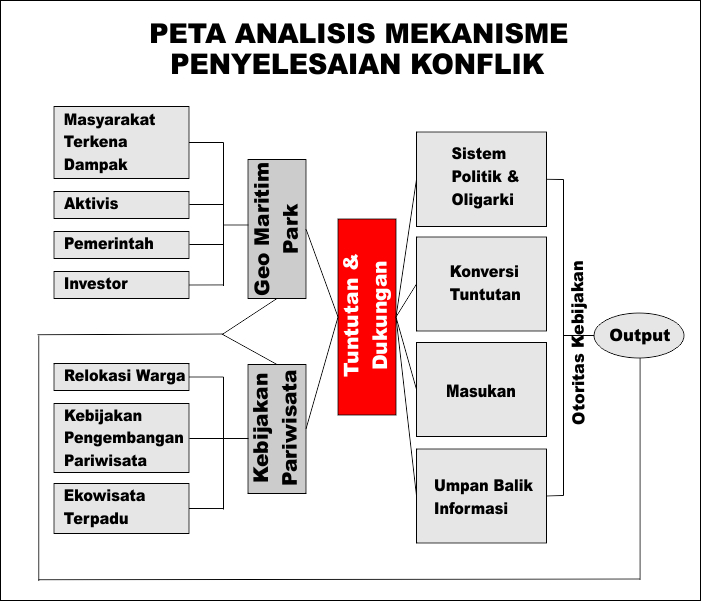 PETA ANALISIS MEKANISME
PENYELESAIAN KONFLIK
Masyarakat
Terkena
Dampak
Aktivis
Pemerintah
Investor
Geo Maritim
Park
Relokasi Warga
Kebijakan
Pengembangan
Pariwisata
Ekowisata
Terpadu
Kebijakan
Pariwisata
Tuntutan &
Dukungan
Sistem
Politik &
Oligarki
Konversi
Tuntutan
Masukan
Umpan Balik
Informasi
Otoritas Kebijakan
Output